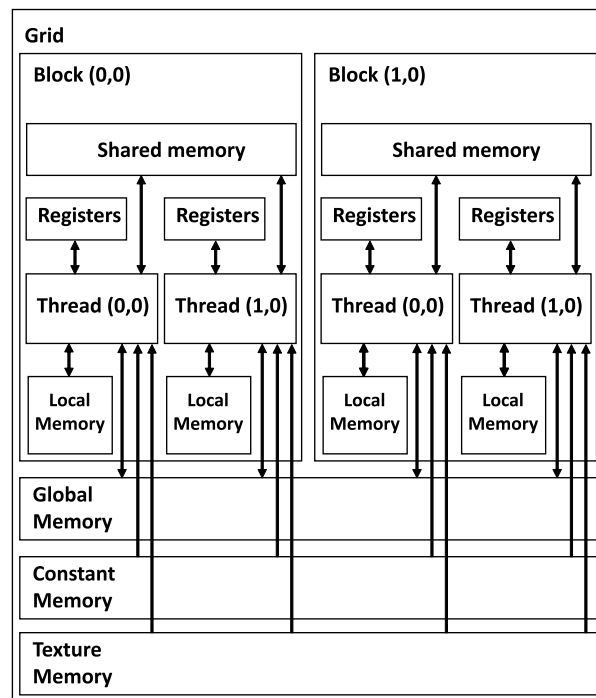 Grid
Block (0,0)
Block (1,0)
Shared memory
Shared memory
Registers
Registers
Registers
Registers
Thread (0,0)
Thread (1,0)
Thread (0,0)
Thread (1,0)
Local
Memory
Local
Memory
Local
Memory
Local
Memory
Global
Memory
Constant
Memory
Texture
Memory